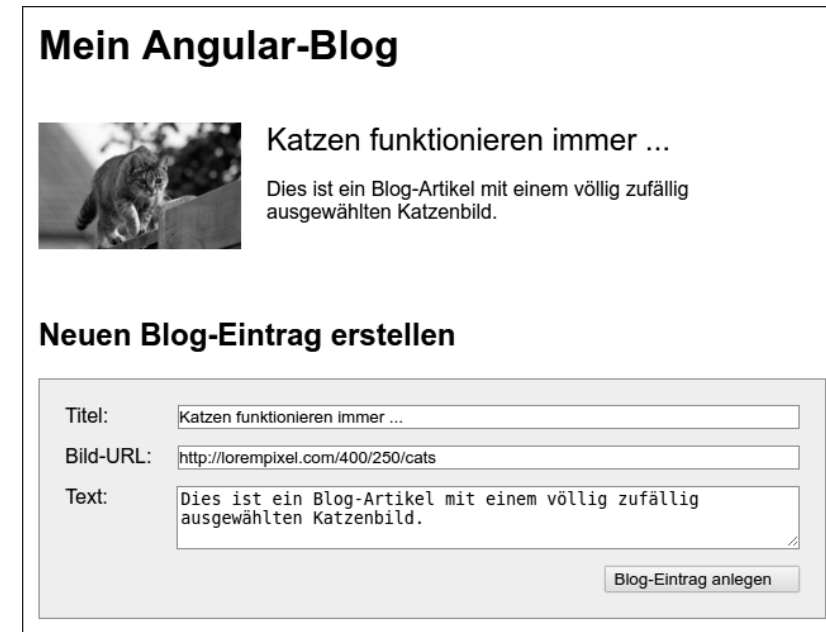 Mein Angular-Blog
Katzen funktionieren immer ...
Dies ist ein Blog-Artikel mit einem völlig zufällig
ausgewählten Katzenbild.
Neuen Blog-Eintrag erstellen
Titel: Katzen funktionieren immer ...
Bild-URL: http://lorempixel.com/400/250/cats
Text: Dies ist ein Blog-Artikel mit einem völlig zufällig
ausgewählten Katzenbild.
Blog-Eintrag anlegen